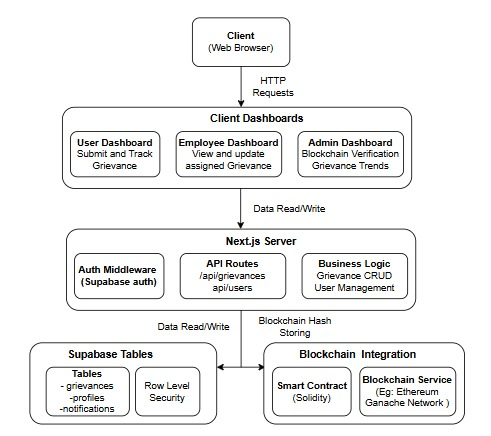 Client
(Web Browser)
HTTP
Requests
Client Dashboards
User Dashboard
Submit and Track
Grievance
Employee Dashboard
View and update
assigned Grievance
Admin Dashboard
Blockchain Verification
Grievance Trends
Data Read/Write
Next.js Server
Auth Middleware
(Supabase auth)
API Routes
/api/grievances
api/users
Business Logic
Grievance CRUD
User Management
Data Read/Write
Blockchain Hash
Storing
Supabase Tables
Tables
- grievances
-profiles
-notifications
Row Level
Security
Blockchain Integration
Smart Contract
(Solidity)
Blockchain Service
(Eg: Ethereum
Ganache Network )